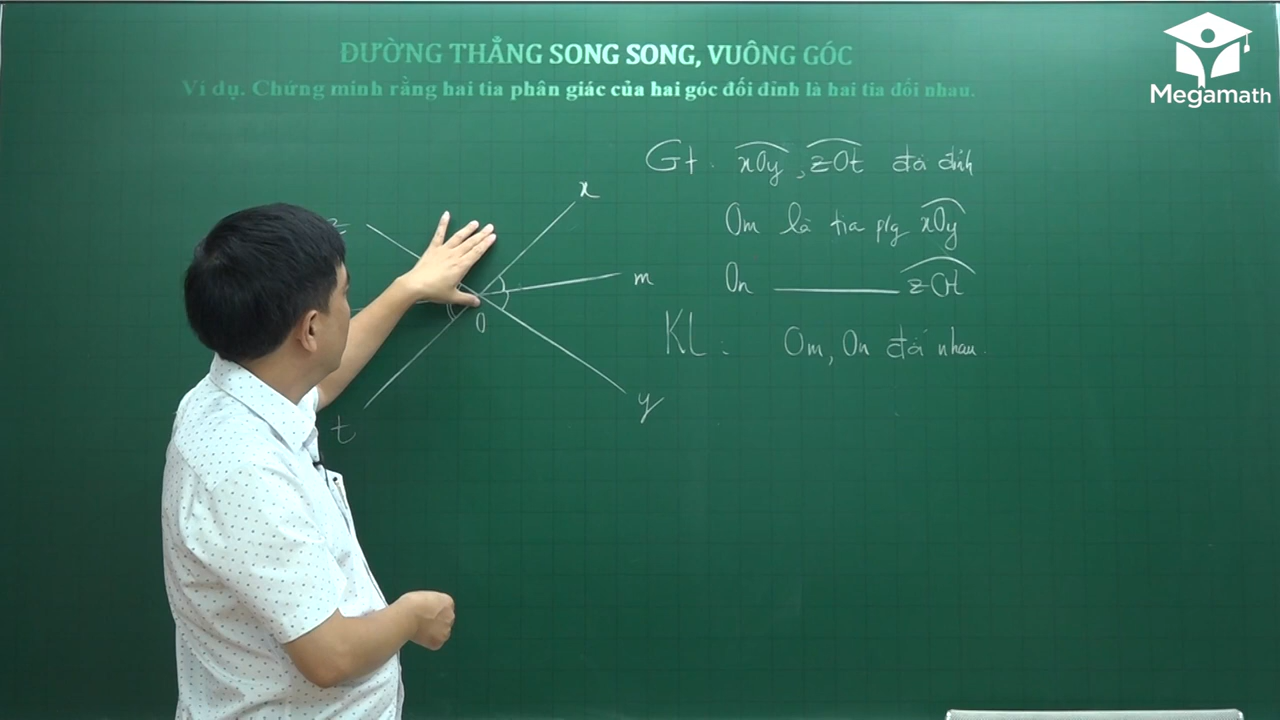 ĐƯỜNG THẲNG SONG SONG, VUÔNG GÓC
Ví dụ. Chứng minh rằng hai tia phân giác của hai góc đối đỉnh là hai tia đối nhau.
Megamath
Gt. xOy, zOt đối đỉnh
Om là tia p/g xOy
On ——— zOt
KL: Om, On đối nhau.
z
x
m
O
y
t